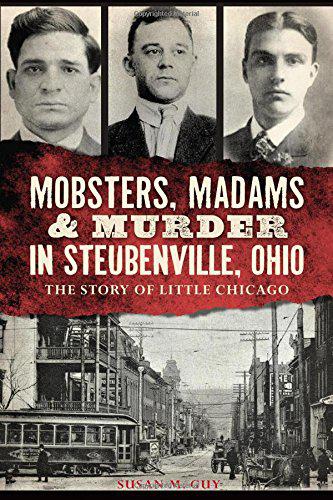 MOBSTERS, MADAMS
& MURDER
IN STEUBENVILLE, OHIO
THE STORY OF LITTLE CHICAGO
SUSAN M. GUY